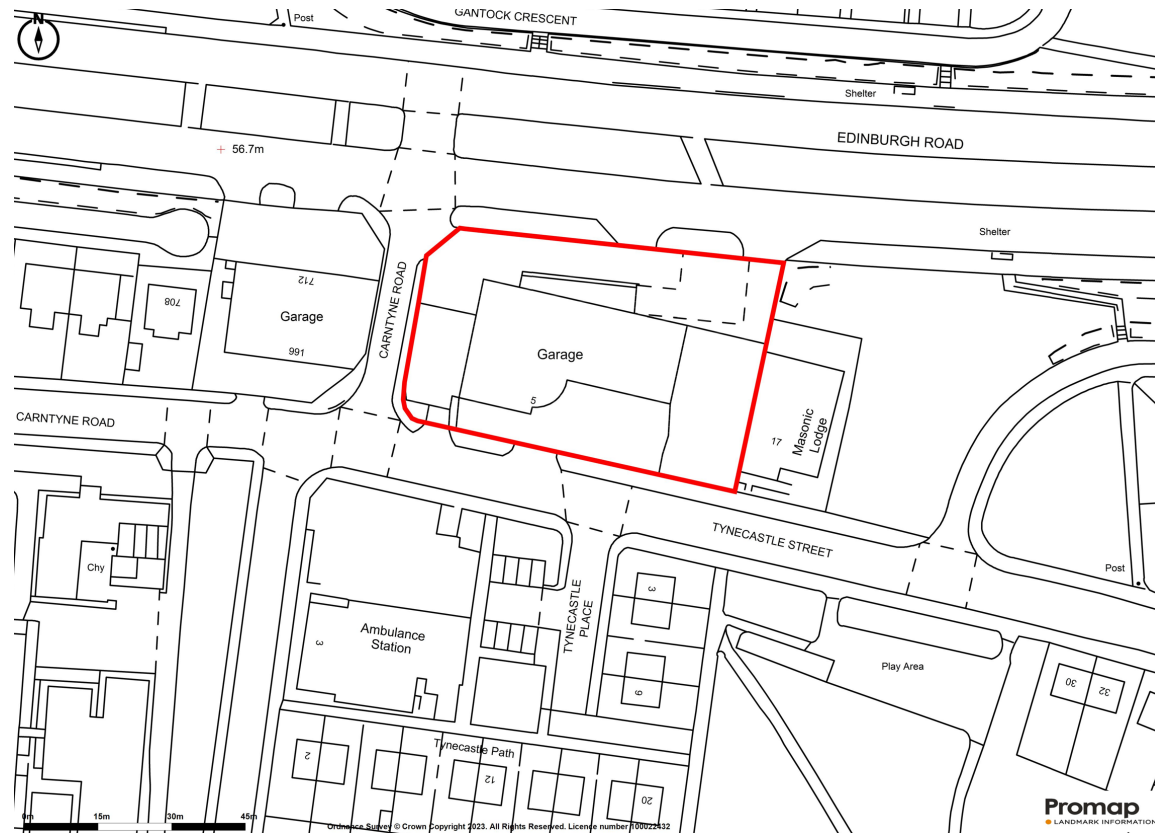 GANTOCK CRESCENT
Post
N
Shelter
EDINBURGH ROAD
56.7m
Shelter
712
708
Garage
991
CARNTYNE ROAD
Garage
5
17
Masonic
Lodge
CARNTYNE ROAD
TYNECASTLE STREET
Chy
Post
TYNECASTLE
PLACE
3
Ambulance
Station
3
Play Area
9
30
32
Tynecastle Path
2
12
20
0m
15m
30m
45m
Ordnance Survey © Crown Copyright 2023. All Rights Reserved. Licence number 100022432
Promap
LANDMARK INFORMATION